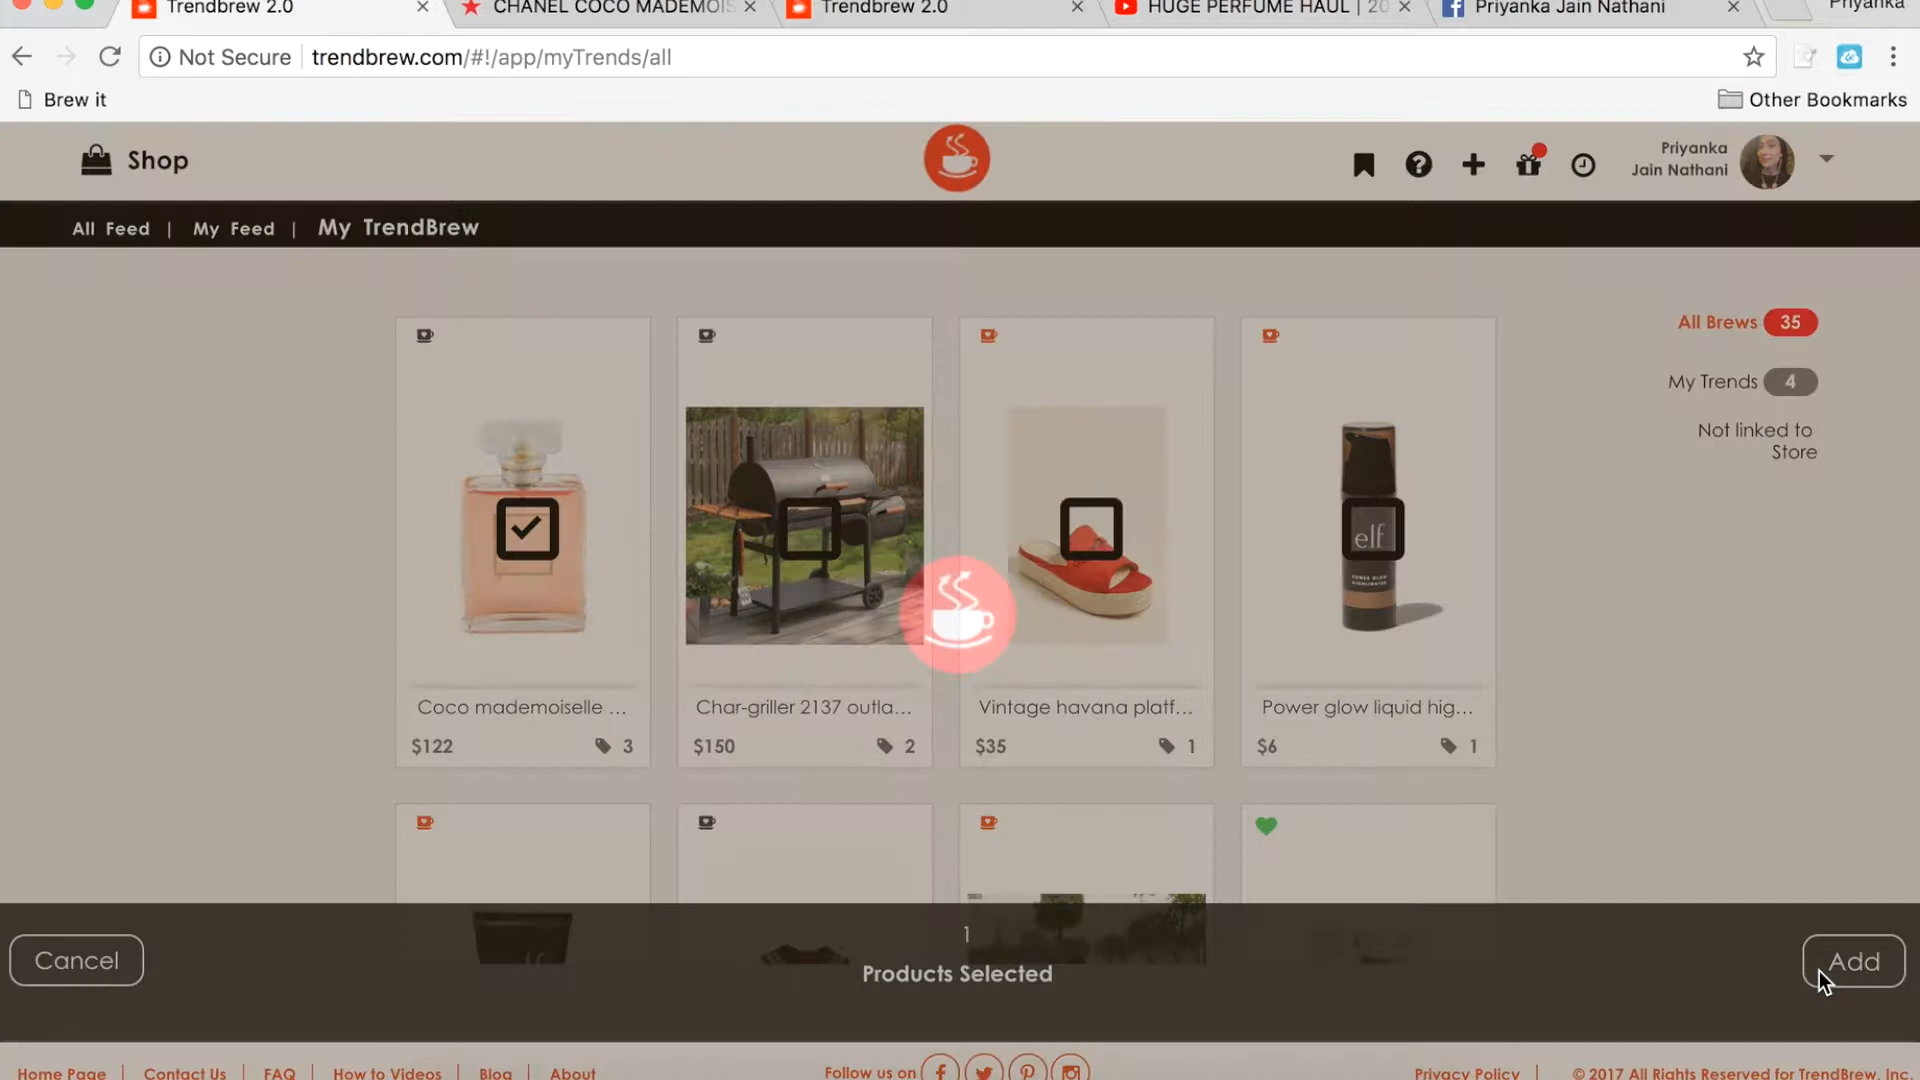 Trendbrew 2.0
CHANEL COCO MADEMOIS
Trendbrew 2.0
HUGE PERFUME HAUL | 20
Priyanka Jain Nathani
Priyanka
Not Secure
trendbrew.com/#!/app/myTrends/all
Brew it
Other Bookmarks
Shop
Priyanka
Jain Nathani
All Feed | My Feed | My TrendBrew
All Brews 35
My Trends 4
Not linked to
Store
elf
POWER GLOW
HIGHLIGHTER
Coco mademoiselle ...
$122 3
Char-griller 2137 outla...
$150 2
Vintage havana platf...
$35 1
Power glow liquid hig...
$6 1
Cancel
1
Products Selected
Add
Home Page | Contact Us | FAQ | How to Videos | Blog | About
Follow us on
Privacy Policy | © 2017 All Rights Reserved for TrendBrew, Inc.